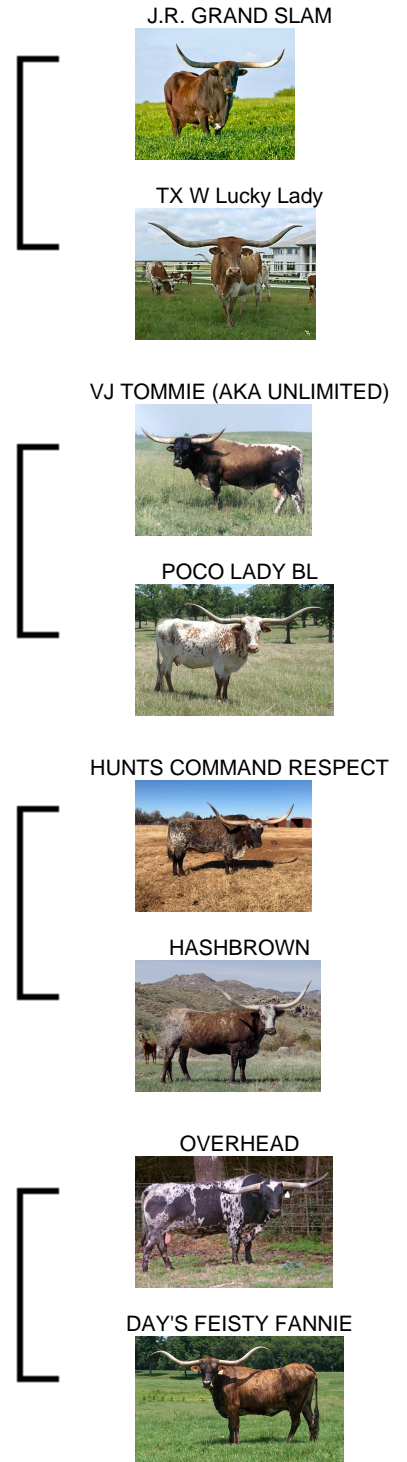 J.R. GRAND SLAM
TX W Lucky Lady
VJ TOMMIE (AKA UNLIMITED)
POCO LADY BL
HUNTS COMMAND RESPECT
HASHBROWN
OVERHEAD
DAY'S FEISTY FANNIE